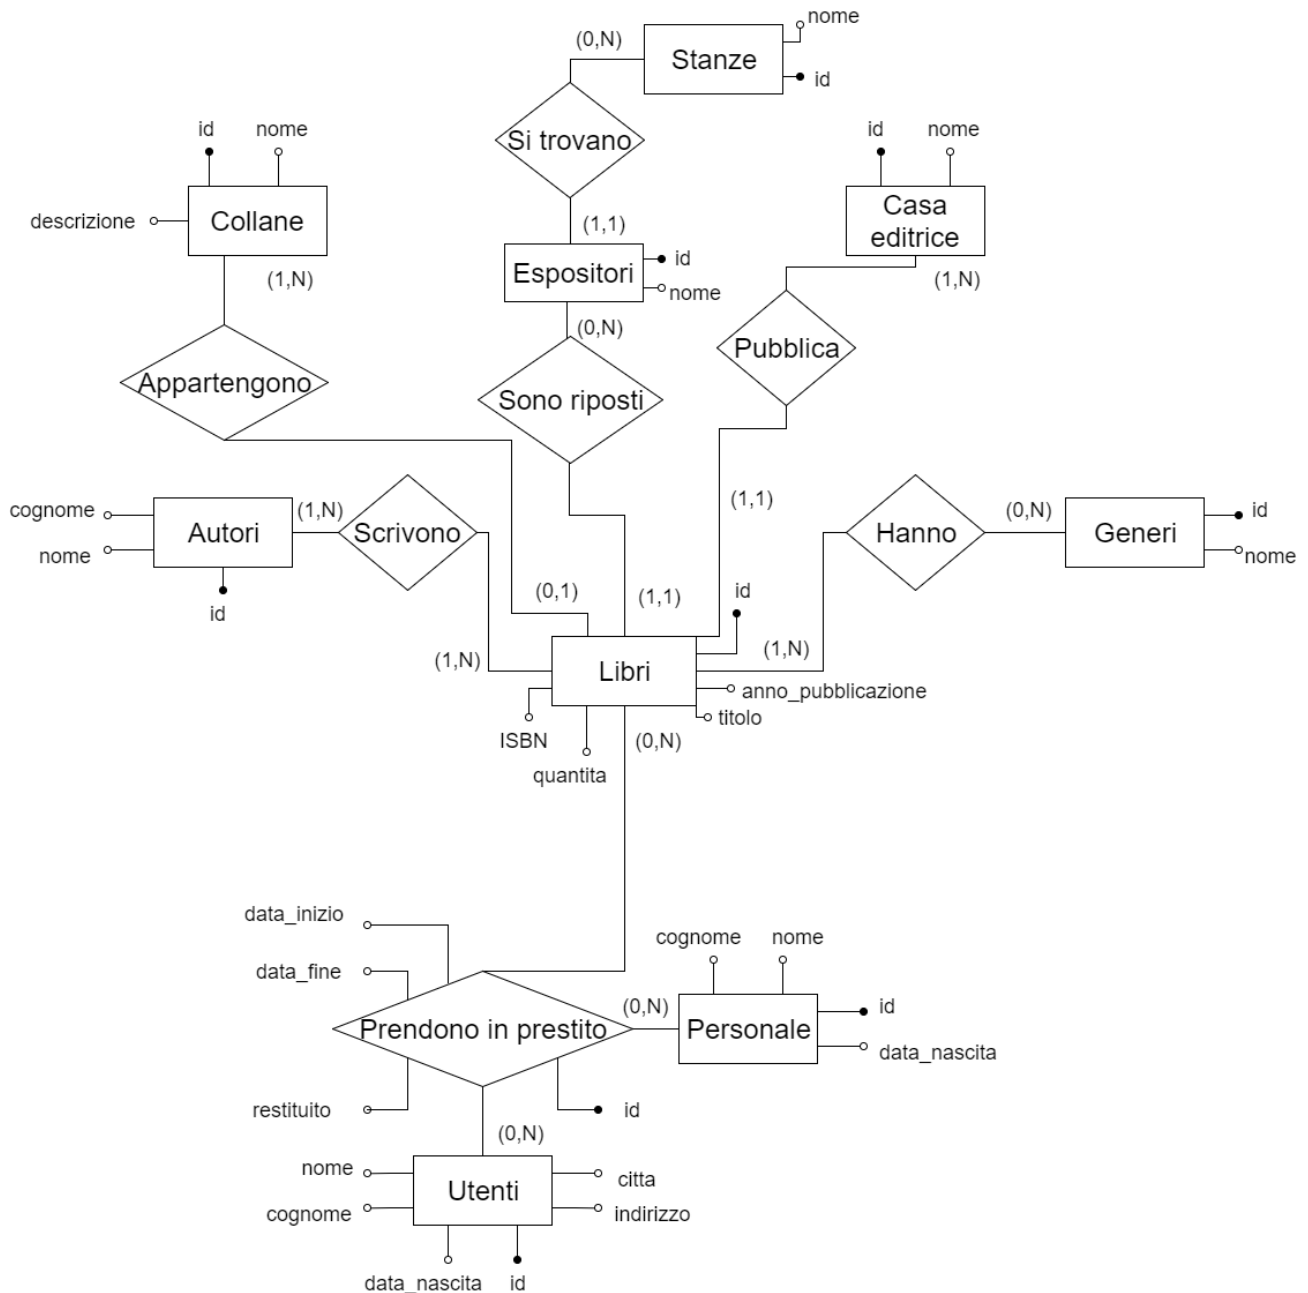 nome
(0,N)
Stanze
id
id
nome
Si trovano
id
nome
descrizione
Collane
Casa
editrice
(1,1)
(1,N)
Espositori
id
nome
(1,N)
(0,N)
Pubblica
Appartengono
Sono riposti
cognome
nome
Autori
id
(1,N)
Scrivono
(1,1)
Hanno
(0,N)
Generi
id
nome
(0,1)
(1,1)
id
(1,N)
(1,N)
Libri
anno_pubblicazione
titolo
ISBN
quantita
(0,N)
data_inizio
data_fine
cognome
nome
(0,N)
Prendono in prestito
Personale
id
data_nascita
restituito
id
(0,N)
nome
cognome
Utenti
citta
indirizzo
data_nascita
id